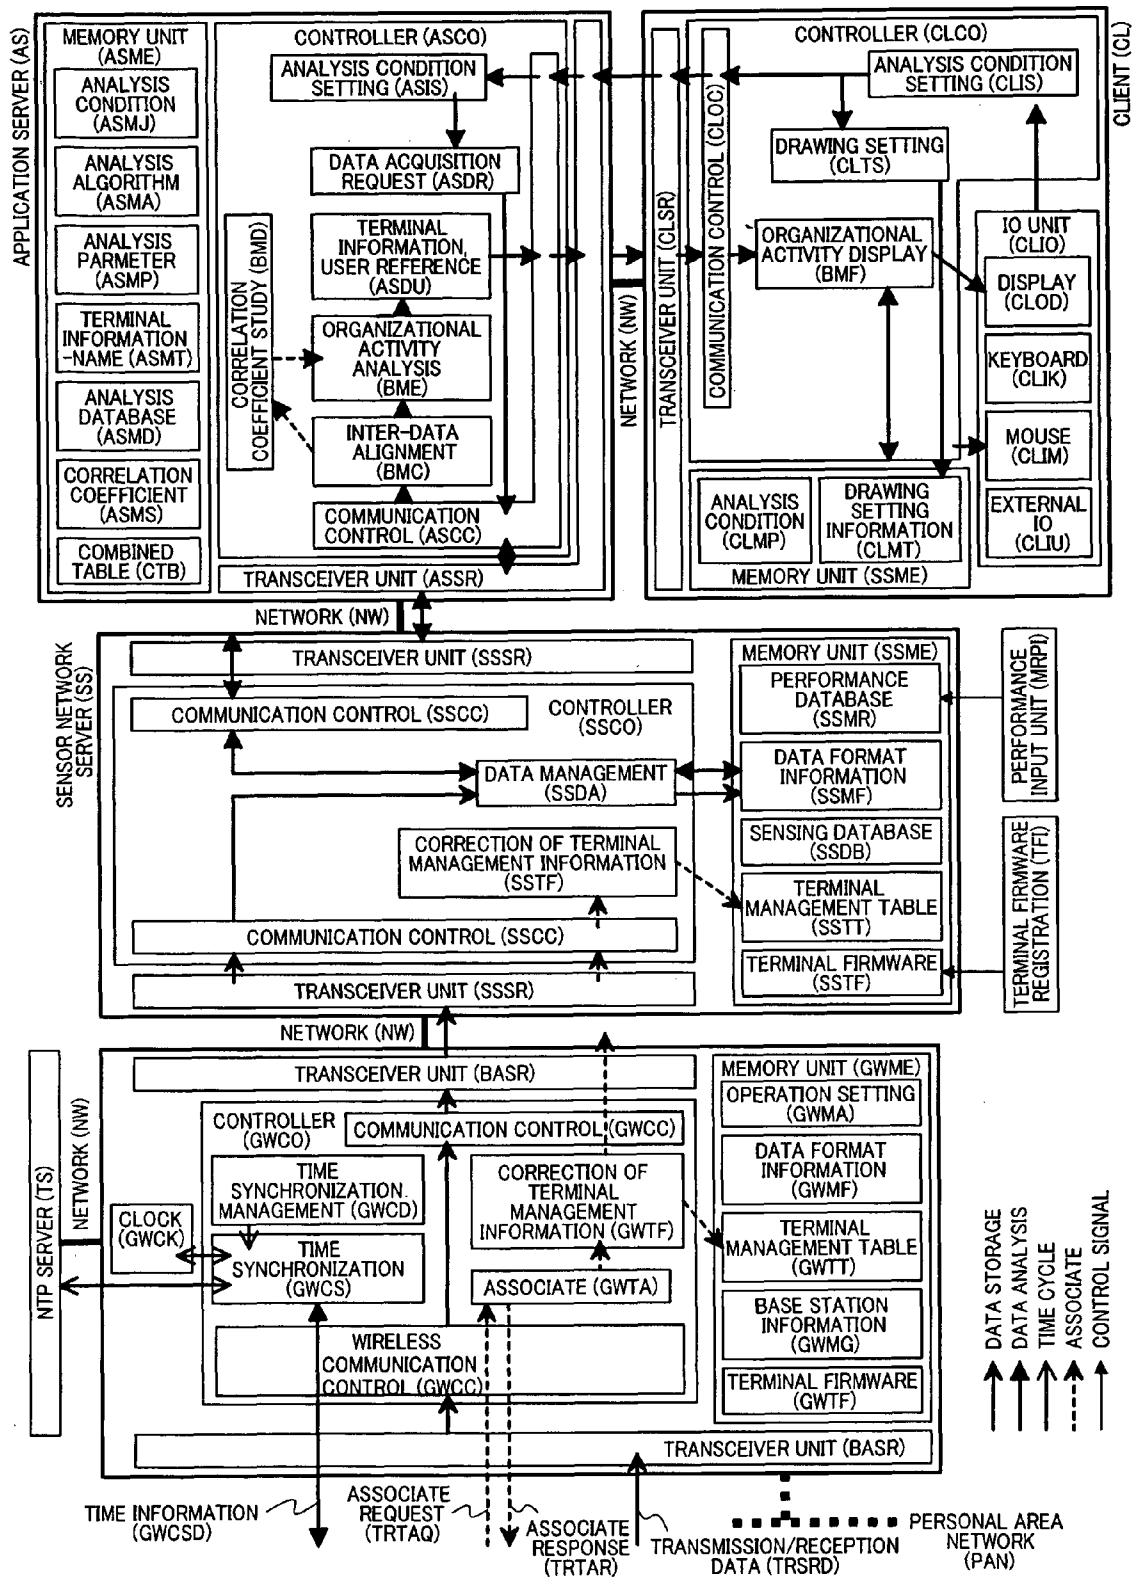 APPLICATION SERVER (AS)
MEMORY UNIT
(ASME)
ANALYSIS
CONDITION
(ASMJ)
ANALYSIS
ALGORITHM
(ASMA)
ANALYSIS
PARMETER
(ASMP)
TERMINAL
INFORMATION
-NAME (ASMT)
ANALYSIS
DATABASE
(ASMD)
CORRELATION
COEFFICIENT
(ASMS)
COMBINED
TABLE (CTB)
CONTROLLER (ASCO)
ANALYSIS CONDITION
SETTING (ASIS)
DATA ACQUISITION
REQUEST (ASDR)
TERMINAL
INFORMATION,
USER REFERENCE
(ASDU)
CORRELATION
COEFFICIENT STUDY (BMD)
ORGANIZATIONAL
ACTIVITY
ANALYSIS
(BME)
INTER-DATA
ALIGNMENT
(BMC)
COMMUNICATION
CONTROL (ASCC)
TRANSCEIVER UNIT (ASSR)
NETWORK (NW)
CLIENT (CL)
TRANSCEIVER UNIT (CLSR)
COMMUNICATION CONTROL (CLOC)
CONTROLLER (CLCO)
ANALYSIS CONDITION
SETTING (CLIS)
DRAWING SETTING
(CLTS)
ORGANIZATIONAL
ACTIVITY DISPLAY
(BMF)
IO UNIT
(CLIO)
DISPLAY
(CLOD)
KEYBOARD
(CLIK)
MOUSE
(CLIM)
EXTERNAL
IO
(CLIU)
ANALYSIS
CONDITION
(CLMP)
DRAWING
SETTING
INFORMATION
(CLMT)
MEMORY UNIT (SSME)
NETWORK (NW)
SENSOR NETWORK
SERVER (SS)
TRANSCEIVER UNIT (SSSR)
COMMUNICATION CONTROL (SSCC)
CONTROLLER
(SSCO)
DATA MANAGEMENT
(SSDA)
CORRECTION OF TERMINAL
MANAGEMENT INFORMATION
(SSTF)
COMMUNICATION CONTROL (SSCC)
TRANSCEIVER UNIT (SSSR)
MEMORY UNIT (SSME)
PERFORMANCE
DATABASE
(SSMR)
DATA FORMAT
INFORMATION
(SSMF)
SENSING DATABASE
(SSDB)
TERMINAL
MANAGEMENT TABLE
(SSTT)
TERMINAL FIRMWARE
(SSTF)
PERFORMANCE
INPUT UNIT (MRPI)
TERMINAL FIRMWARE
REGISTRATION (TFI)
NETWORK (NW)
NTP SERVER (TS)
NETWORK (NW)
TRANSCEIVER UNIT (BASR)
CONTROLLER
(GWCO)
COMMUNICATION CONTROL (GWCC)
TIME
SYNCHRONIZATION.
MANAGEMENT (GWCD)
CLOCK
(GWCK)
TIME
SYNCHRONIZATION
(GWCS)
CORRECTION OF
TERMINAL
MANAGEMENT
INFORMATION (GWTF)
ASSOCIATE (GWTA)
WIRELESS
COMMUNICATION
CONTROL (GWCC)
TRANSCEIVER UNIT (BASR)
MEMORY UNIT (GWME)
OPERATION SETTING
(GWMA)
DATA FORMAT
INFORMATION
(GWMF)
TERMINAL
MANAGEMENT TABLE
(GWTT)
BASE STATION
INFORMATION
(GWMG)
TERMINAL FIRMWARE
(GWTF)
DATA STORAGE
DATA ANALYSIS
TIME CYCLE
ASSOCIATE
CONTROL SIGNAL
TIME INFORMATION
(GWCSD)
ASSOCIATE
REQUEST
(TRTAQ)
ASSOCIATE
RESPONSE
(TRTAR)
TRANSMISSION/RECEPTION
DATA (TRSRD)
PERSONAL AREA
NETWORK
(PAN)